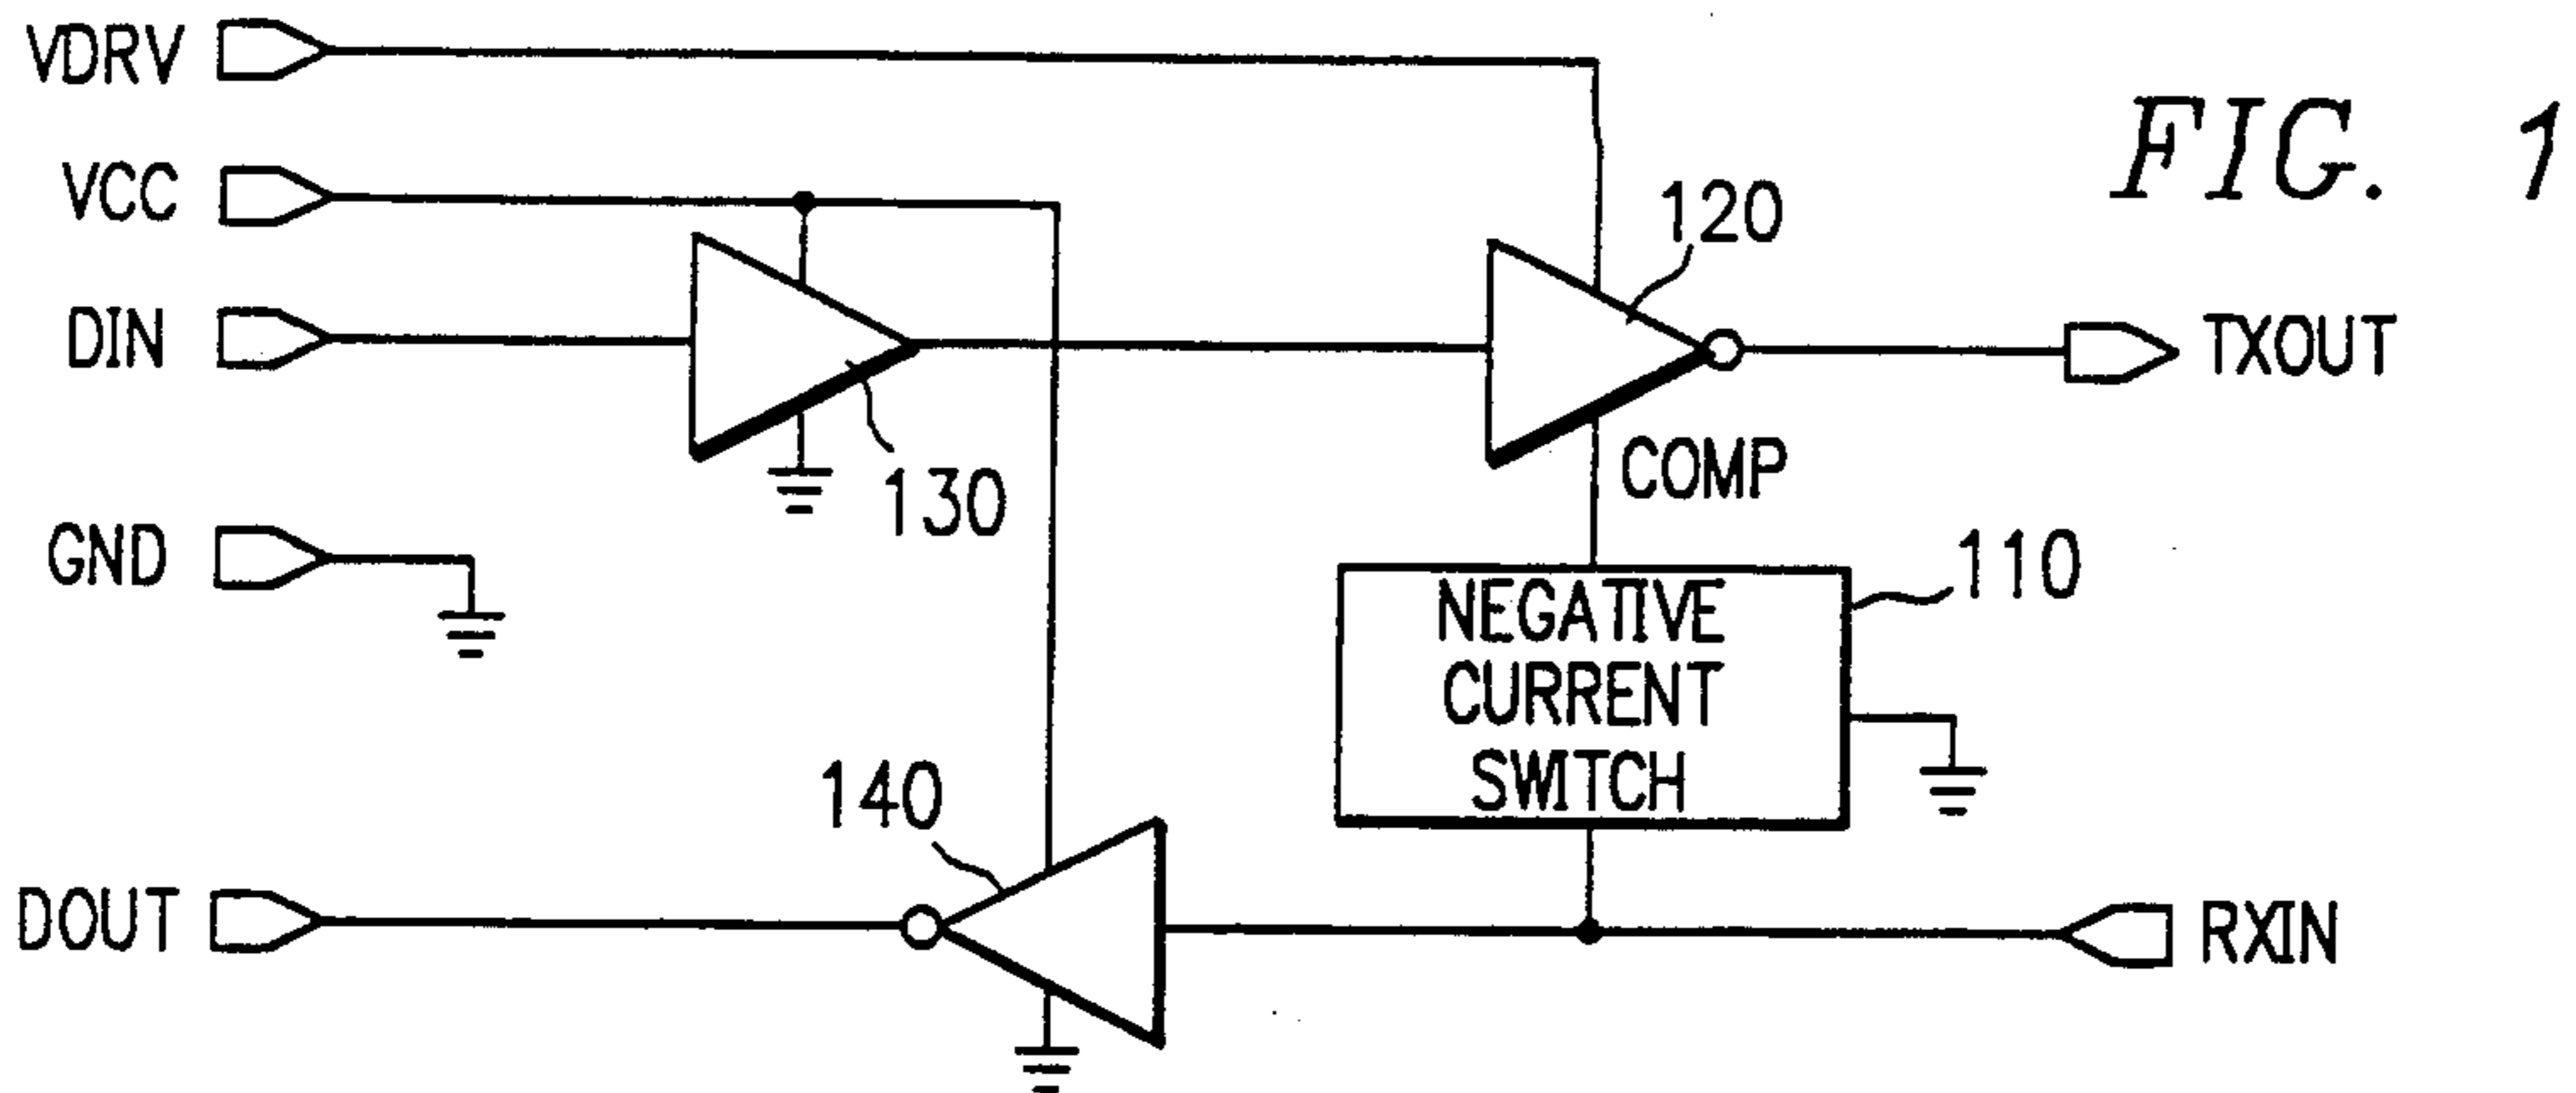 VDRV
FIG. 1
VCC
120
DIN
TXOUT
130
COMP
GND
110
NEGATIVE
CURRENT
SWITCH
140
DOUT
RXIN